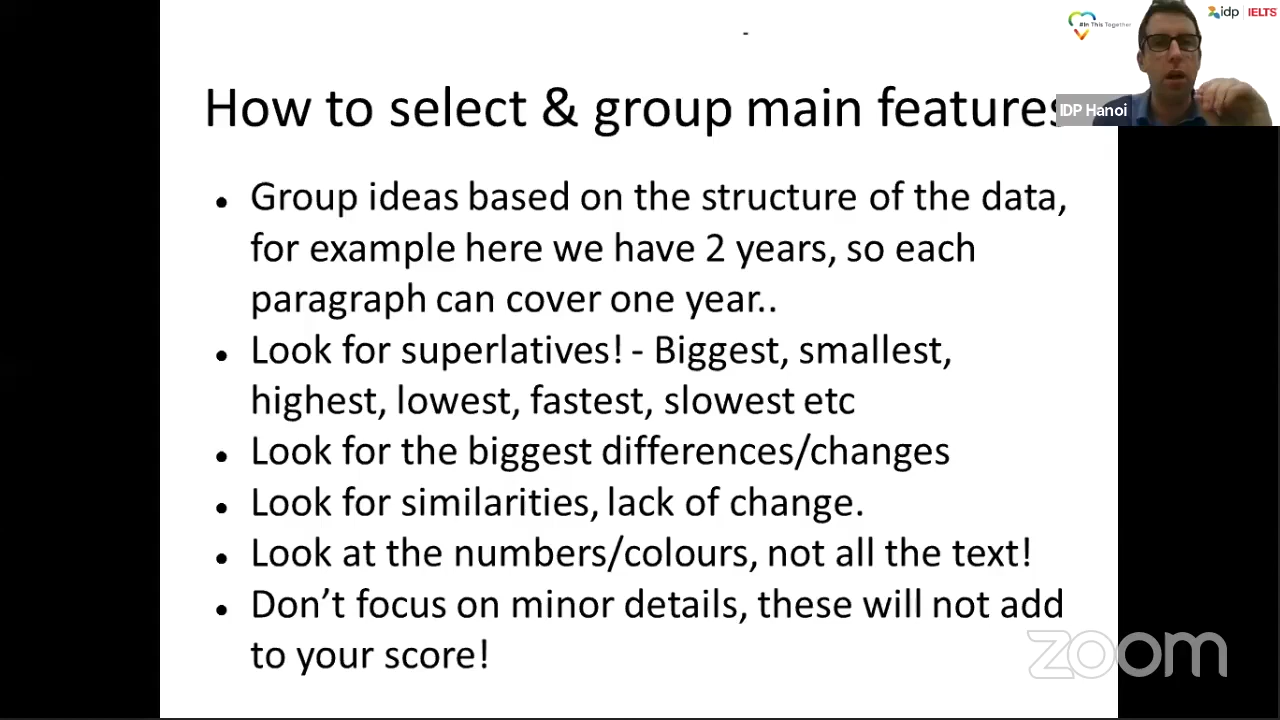 #In This Together
idp IELTS
IDP Hanoi
How to select & group main features
Group ideas based on the structure of the data,
for example here we have 2 years, so each
paragraph can cover one year..
Look for superlatives! - Biggest, smallest,
highest, lowest, fastest, slowest etc
Look for the biggest differences/changes
Look for similarities, lack of change.
Look at the numbers/colours, not all the text!
Don’t focus on minor details, these will not add
to your score!
zoom